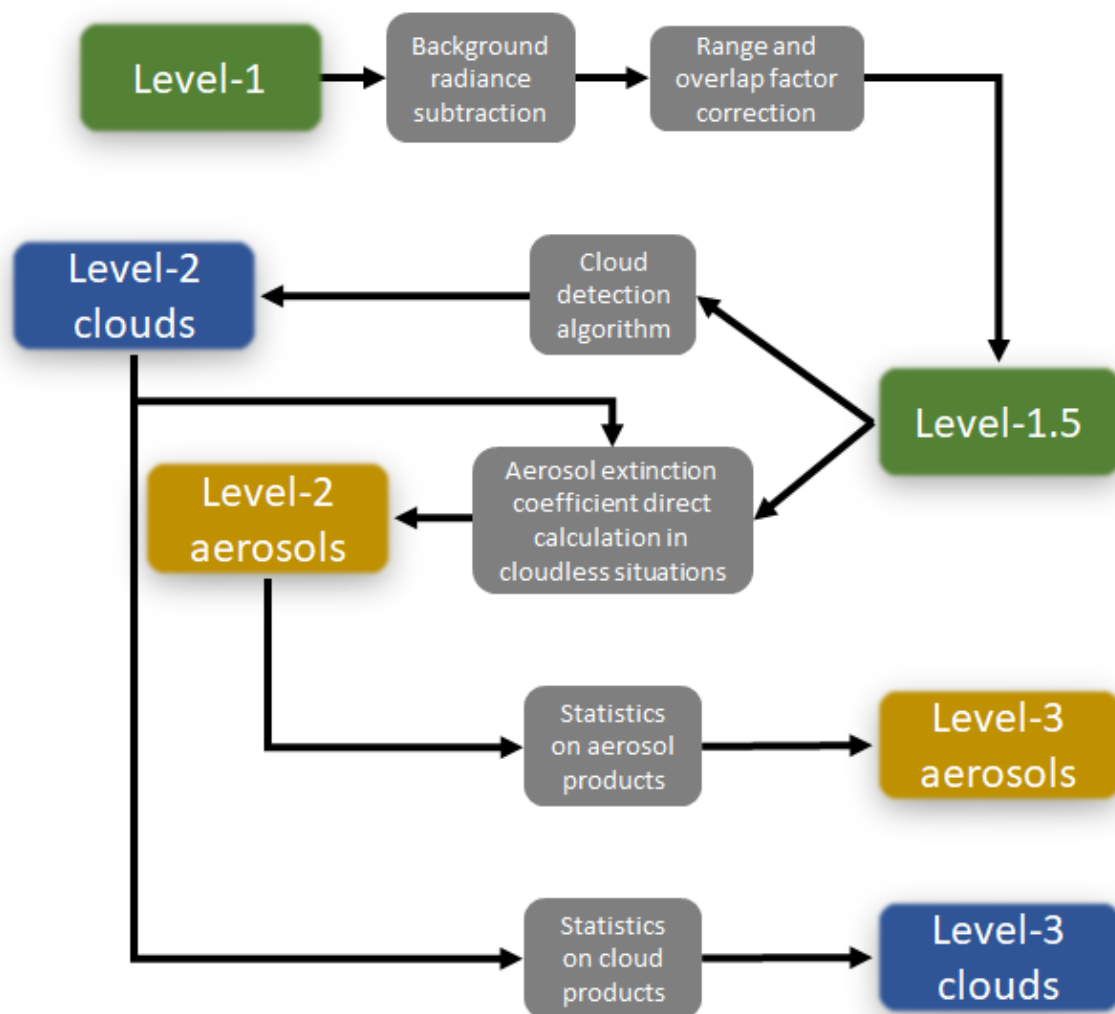 Level-1
Background
radiance
subtraction
Range and
overlap factor
correction
Level-2
clouds
Cloud
detection
algorithm
Level-1.5
Level-2
aerosols
Aerosol extinction
coefficient direct
calculation in
cloudless situations
Statistics
on aerosol
products
Level-3
aerosols
Statistics
on cloud
products
Level-3
clouds